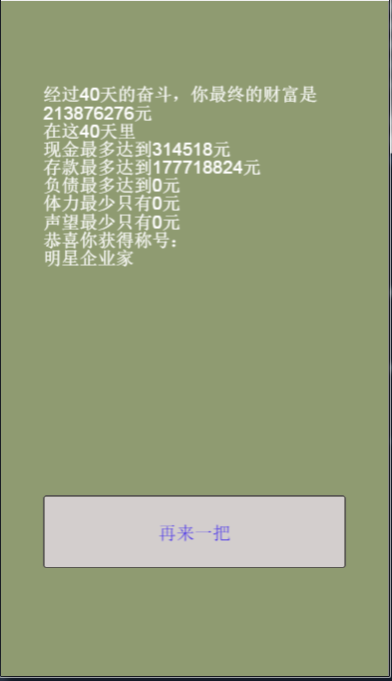 经过40天的奋斗，你最终的财富是
213876276元
在这40天里
现金最多达到314518元
存款最多达到177718824元
负债最多达到0元
体力最少只有0元
声望最少只有0元
恭喜你获得称号：
明星企业家
再来一把